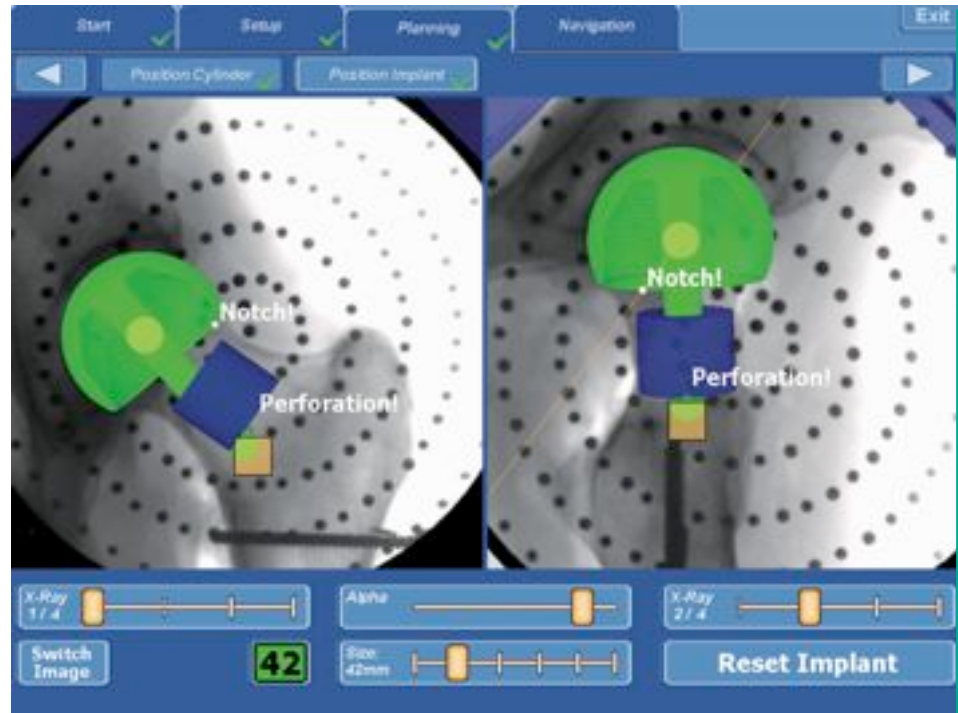 Start
Setup
Planning
Navigation
Exit
Position Cylinder
Position Implant
Notch!
Perforation!
Notch!
Perforation!
X-Ray
1 / 4
Alpha
X-Ray
2 / 4
Switch
Image
42
Size:
42mm
Reset Implant